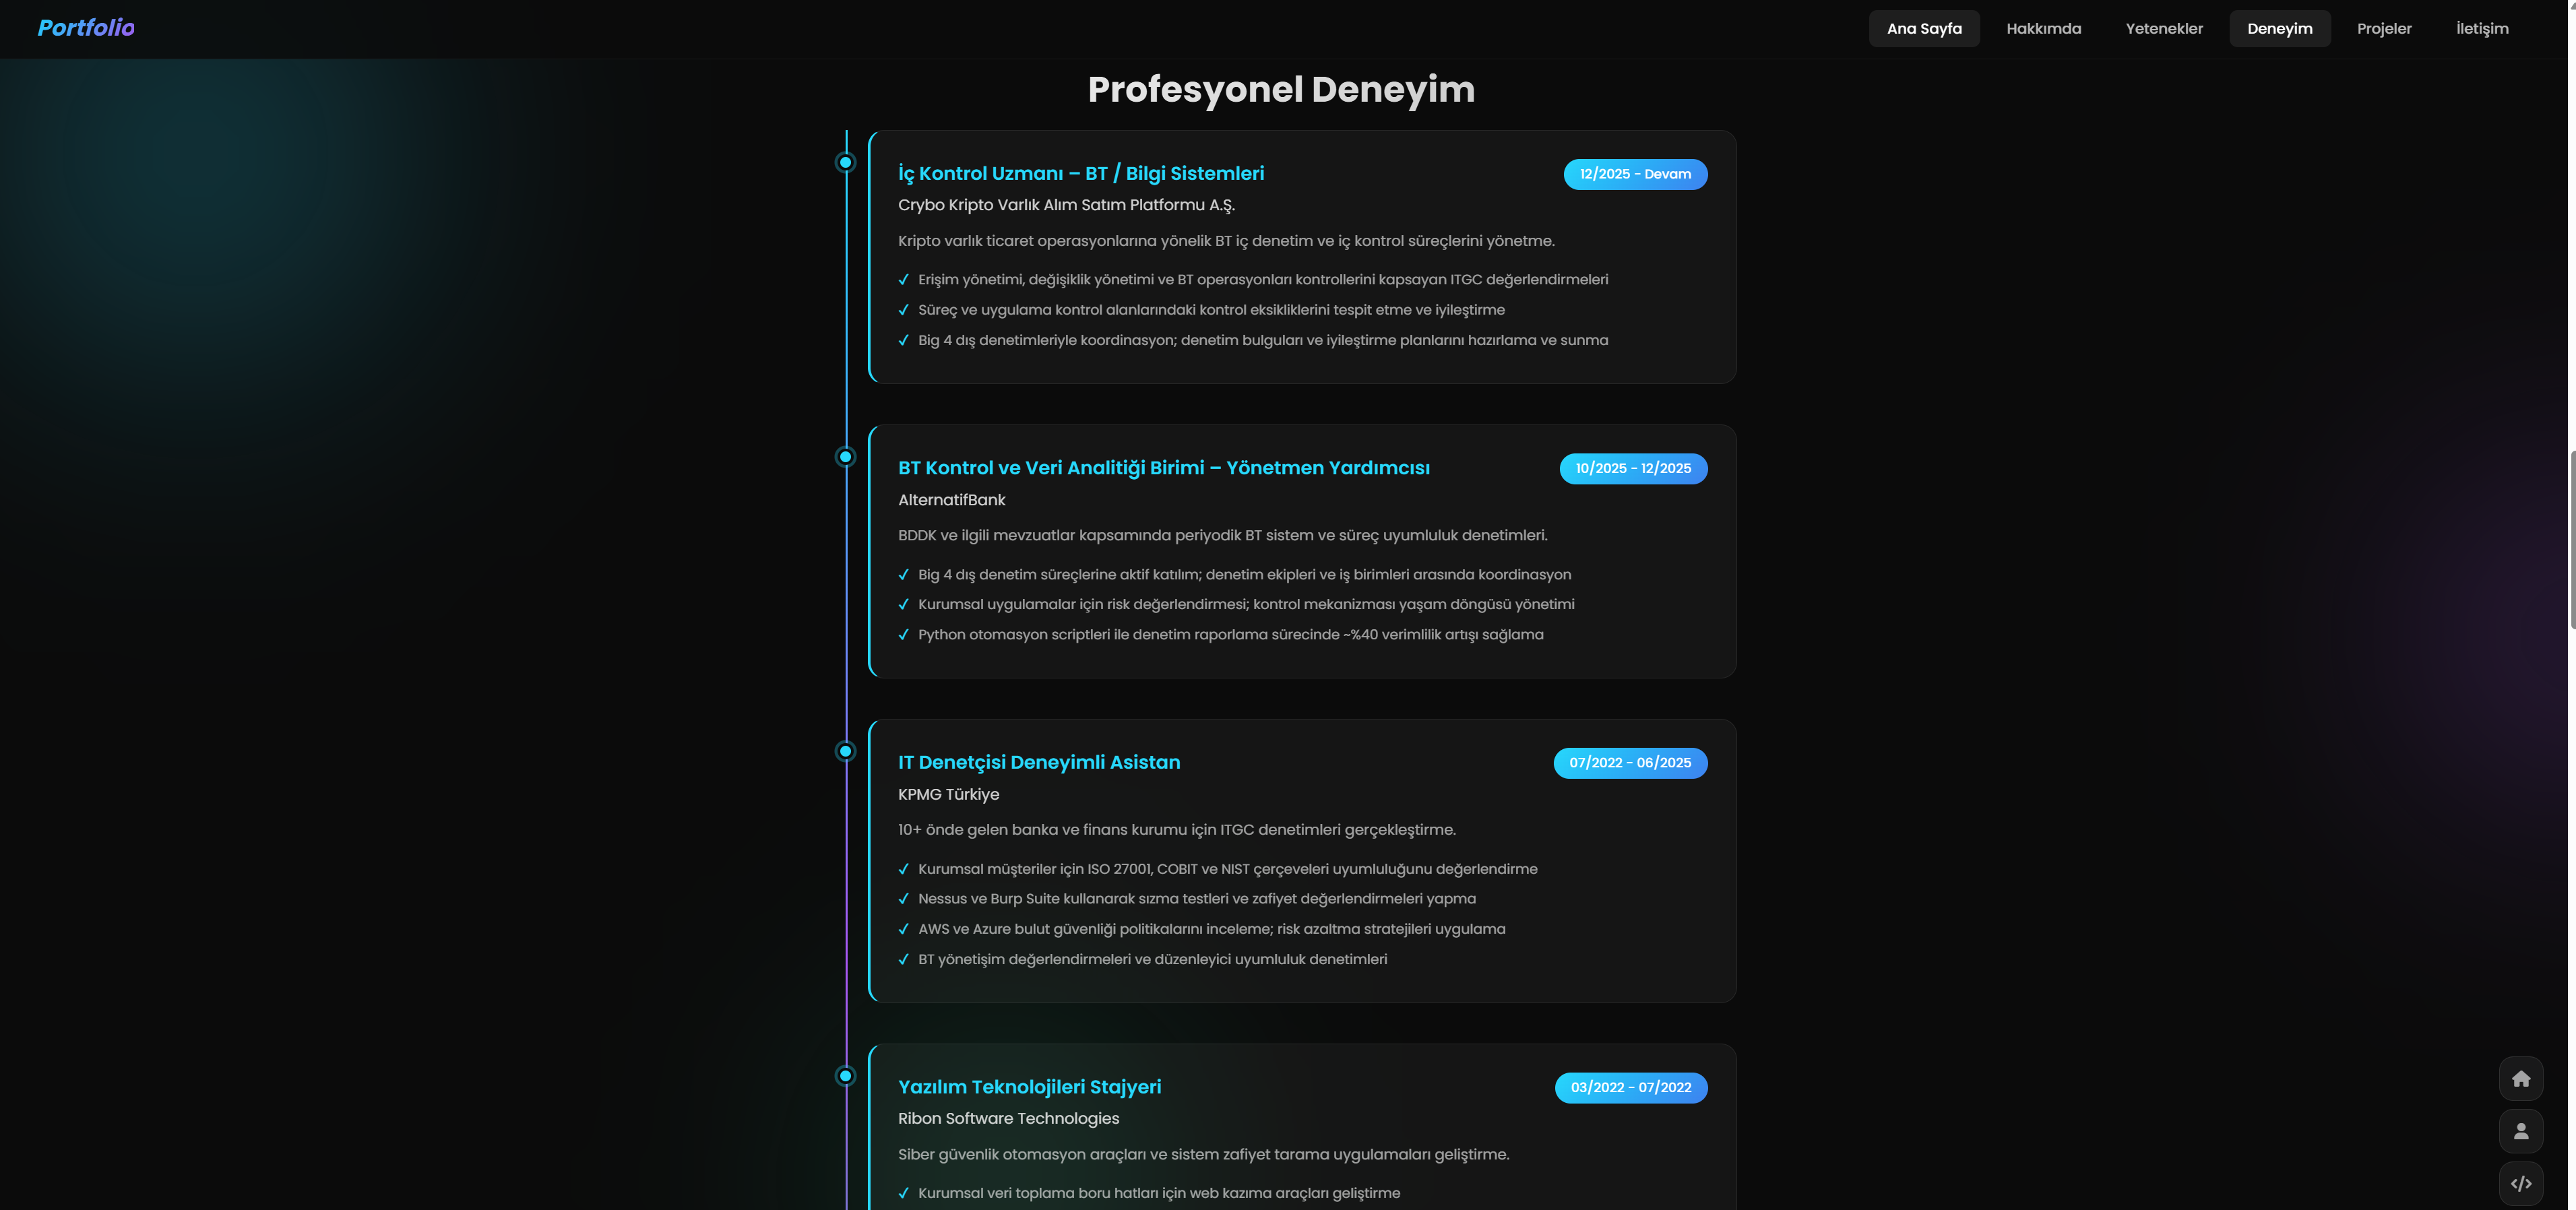 Portfolio
Ana Sayfa
Hakkımda
Yetenekler
Deneyim
Projeler
İletişim
Profesyonel Deneyim
İç Kontrol Uzmanı – BT / Bilgi Sistemleri
12/2025 - Devam
Crybo Kripto Varlık Alım Satım Platformu A.Ş.
Kripto varlık ticaret operasyonlarına yönelik BT iç denetim ve iç kontrol süreçlerini yönetme.
✓ Erişim yönetimi, değişiklik yönetimi ve BT operasyonları kontrollerini kapsayan ITGC değerlendirmeleri
✓ Süreç ve uygulama kontrol alanlarındaki kontrol eksikliklerini tespit etme ve iyileştirme
✓ Big 4 dış denetimleriyle koordinasyon; denetim bulguları ve iyileştirme planlarını hazırlama ve sunma
BT Kontrol ve Veri Analitiği Birimi – Yönetmen Yardımcısı
10/2025 - 12/2025
AlternatifBank
BDDK ve ilgili mevzuatlar kapsamında periyodik BT sistem ve süreç uyumluluk denetimleri.
✓ Big 4 dış denetim süreçlerine aktif katılım; denetim ekipleri ve iş birimleri arasında koordinasyon
✓ Kurumsal uygulamalar için risk değerlendirmesi; kontrol mekanizması yaşam döngüsü yönetimi
✓ Python otomasyon scriptleri ile denetim raporlama sürecinde ~%40 verimlilik artışı sağlama
IT Denetçisi Deneyimli Asistan
07/2022 - 06/2025
KPMG Türkiye
10+ önde gelen banka ve finans kurumu için ITGC denetimleri gerçekleştirme.
✓ Kurumsal müşteriler için ISO 27001, COBIT ve NIST çerçeveleri uyumluluğunu değerlendirme
✓ Nessus ve Burp Suite kullanarak sızma testleri ve zafiyet değerlendirmeleri yapma
✓ AWS ve Azure bulut güvenliği politikalarını inceleme; risk azaltma stratejileri uygulama
✓ BT yönetişim değerlendirmeleri ve düzenleyici uyumluluk denetimleri
Yazılım Teknolojileri Stajyeri
03/2022 - 07/2022
Ribon Software Technologies
Siber güvenlik otomasyon araçları ve sistem zafiyet tarama uygulamaları geliştirme.
✓ Kurumsal veri toplama boru hatları için web kazıma araçları geliştirme